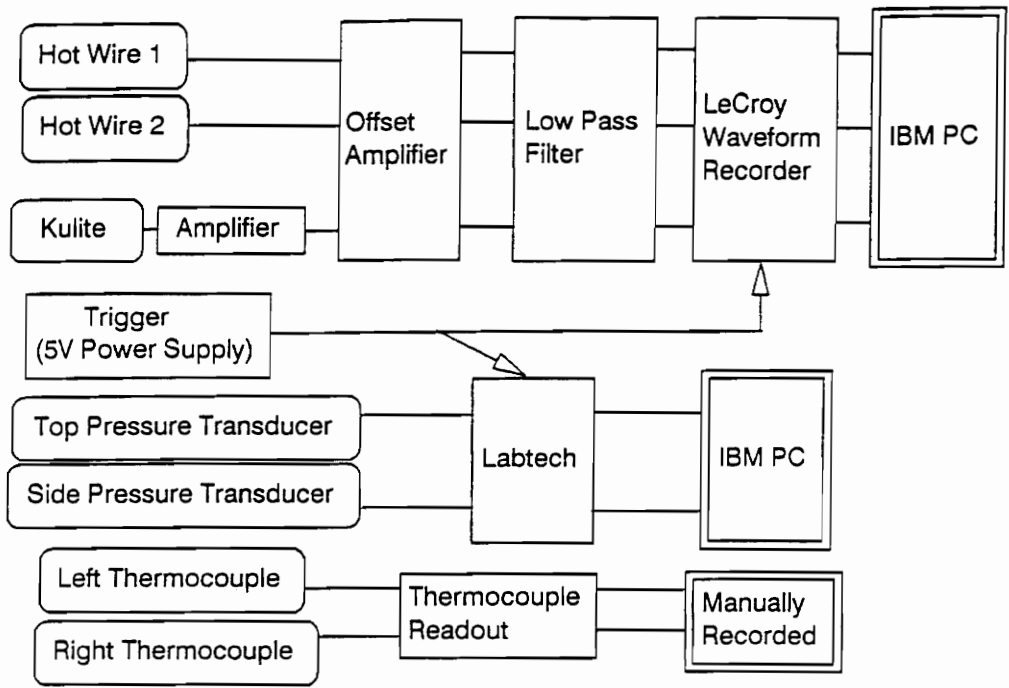 Hot Wire 1
Hot Wire 2
Offset
Amplifier
Low Pass
Filter
LeCroy
Waveform
Recorder
IBM PC
Kulite
Amplifier
Trigger
(5V Power Supply)
Top Pressure Transducer
Side Pressure Transducer
Labtech
IBM PC
Left Thermocouple
Right Thermocouple
Thermocouple
Readout
Manually
Recorded